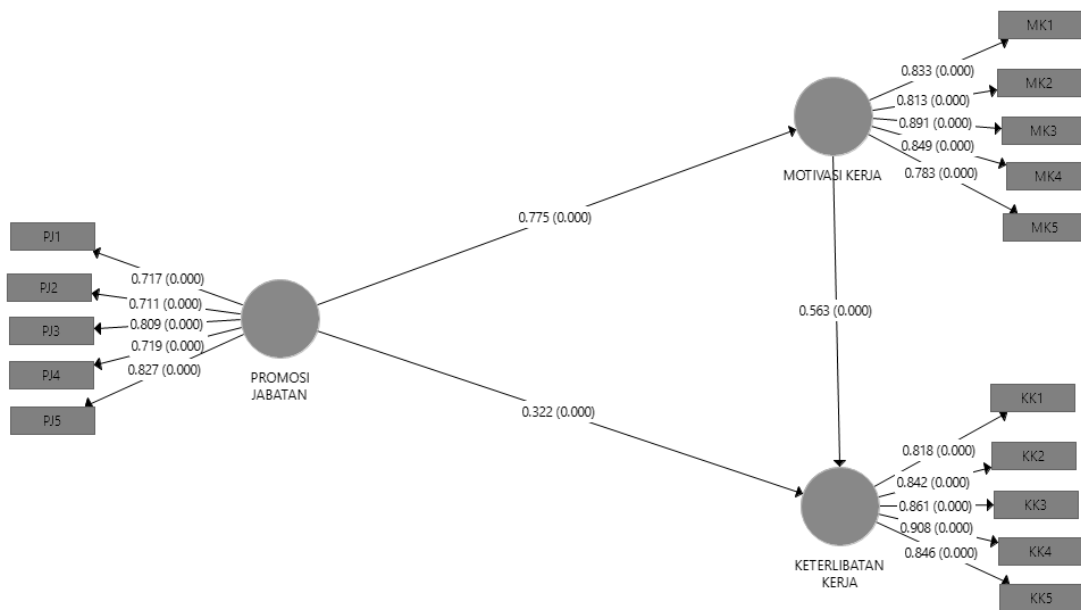 MK1
0.833 (0.000)
MK2
0.813 (0.000)
0.891 (0.000)
MK3
0.849 (0.000)
MK4
0.783 (0.000)
MOTIVASI KERJA
MK5
0.775 (0.000)
PJ1
0.717 (0.000)
PJ2
0.711 (0.000)
0.809 (0.000)
PJ3
0.719 (0.000)
PJ4
0.827 (0.000)
PJ5
PROMOSI
JABATAN
0.563 (0.000)
0.322 (0.000)
KK1
0.818 (0.000)
KK2
0.842 (0.000)
0.861 (0.000)
KK3
0.908 (0.000)
KK4
0.846 (0.000)
KETERLIBATAN
KERJA
KK5